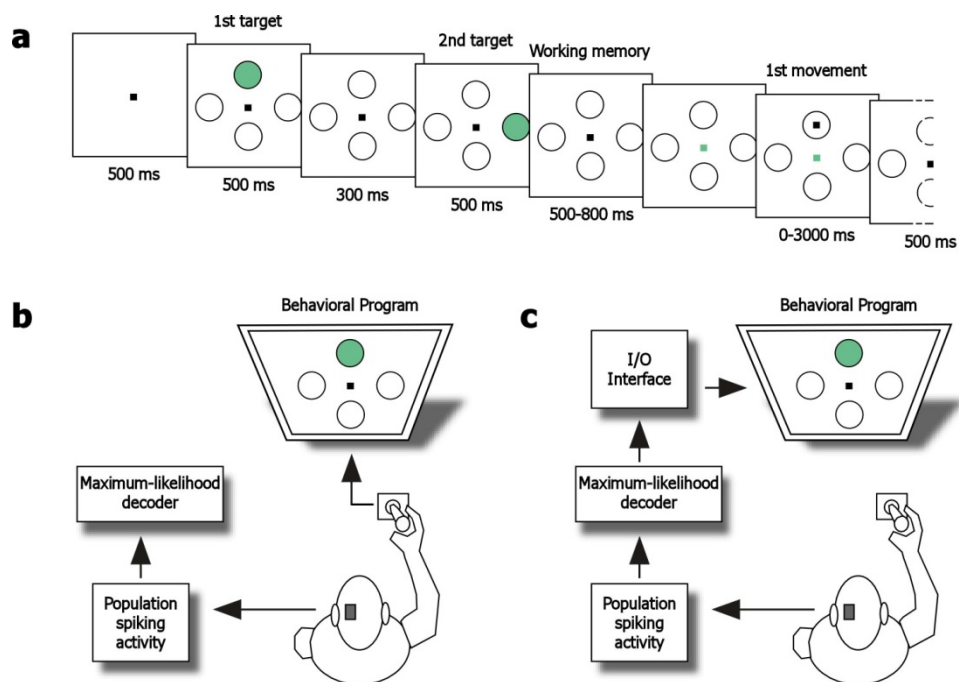 a
1st target
2nd target
Working memory
1st movement
500 ms
500 ms
300 ms
500 ms
500-800 ms
0-3000 ms
500 ms
b
Behavioral Program
Maximum-likelihood
decoder
Population
spiking
activity
c
Behavioral Program
I/O
Interface
Maximum-likelihood
decoder
Population
spiking
activity